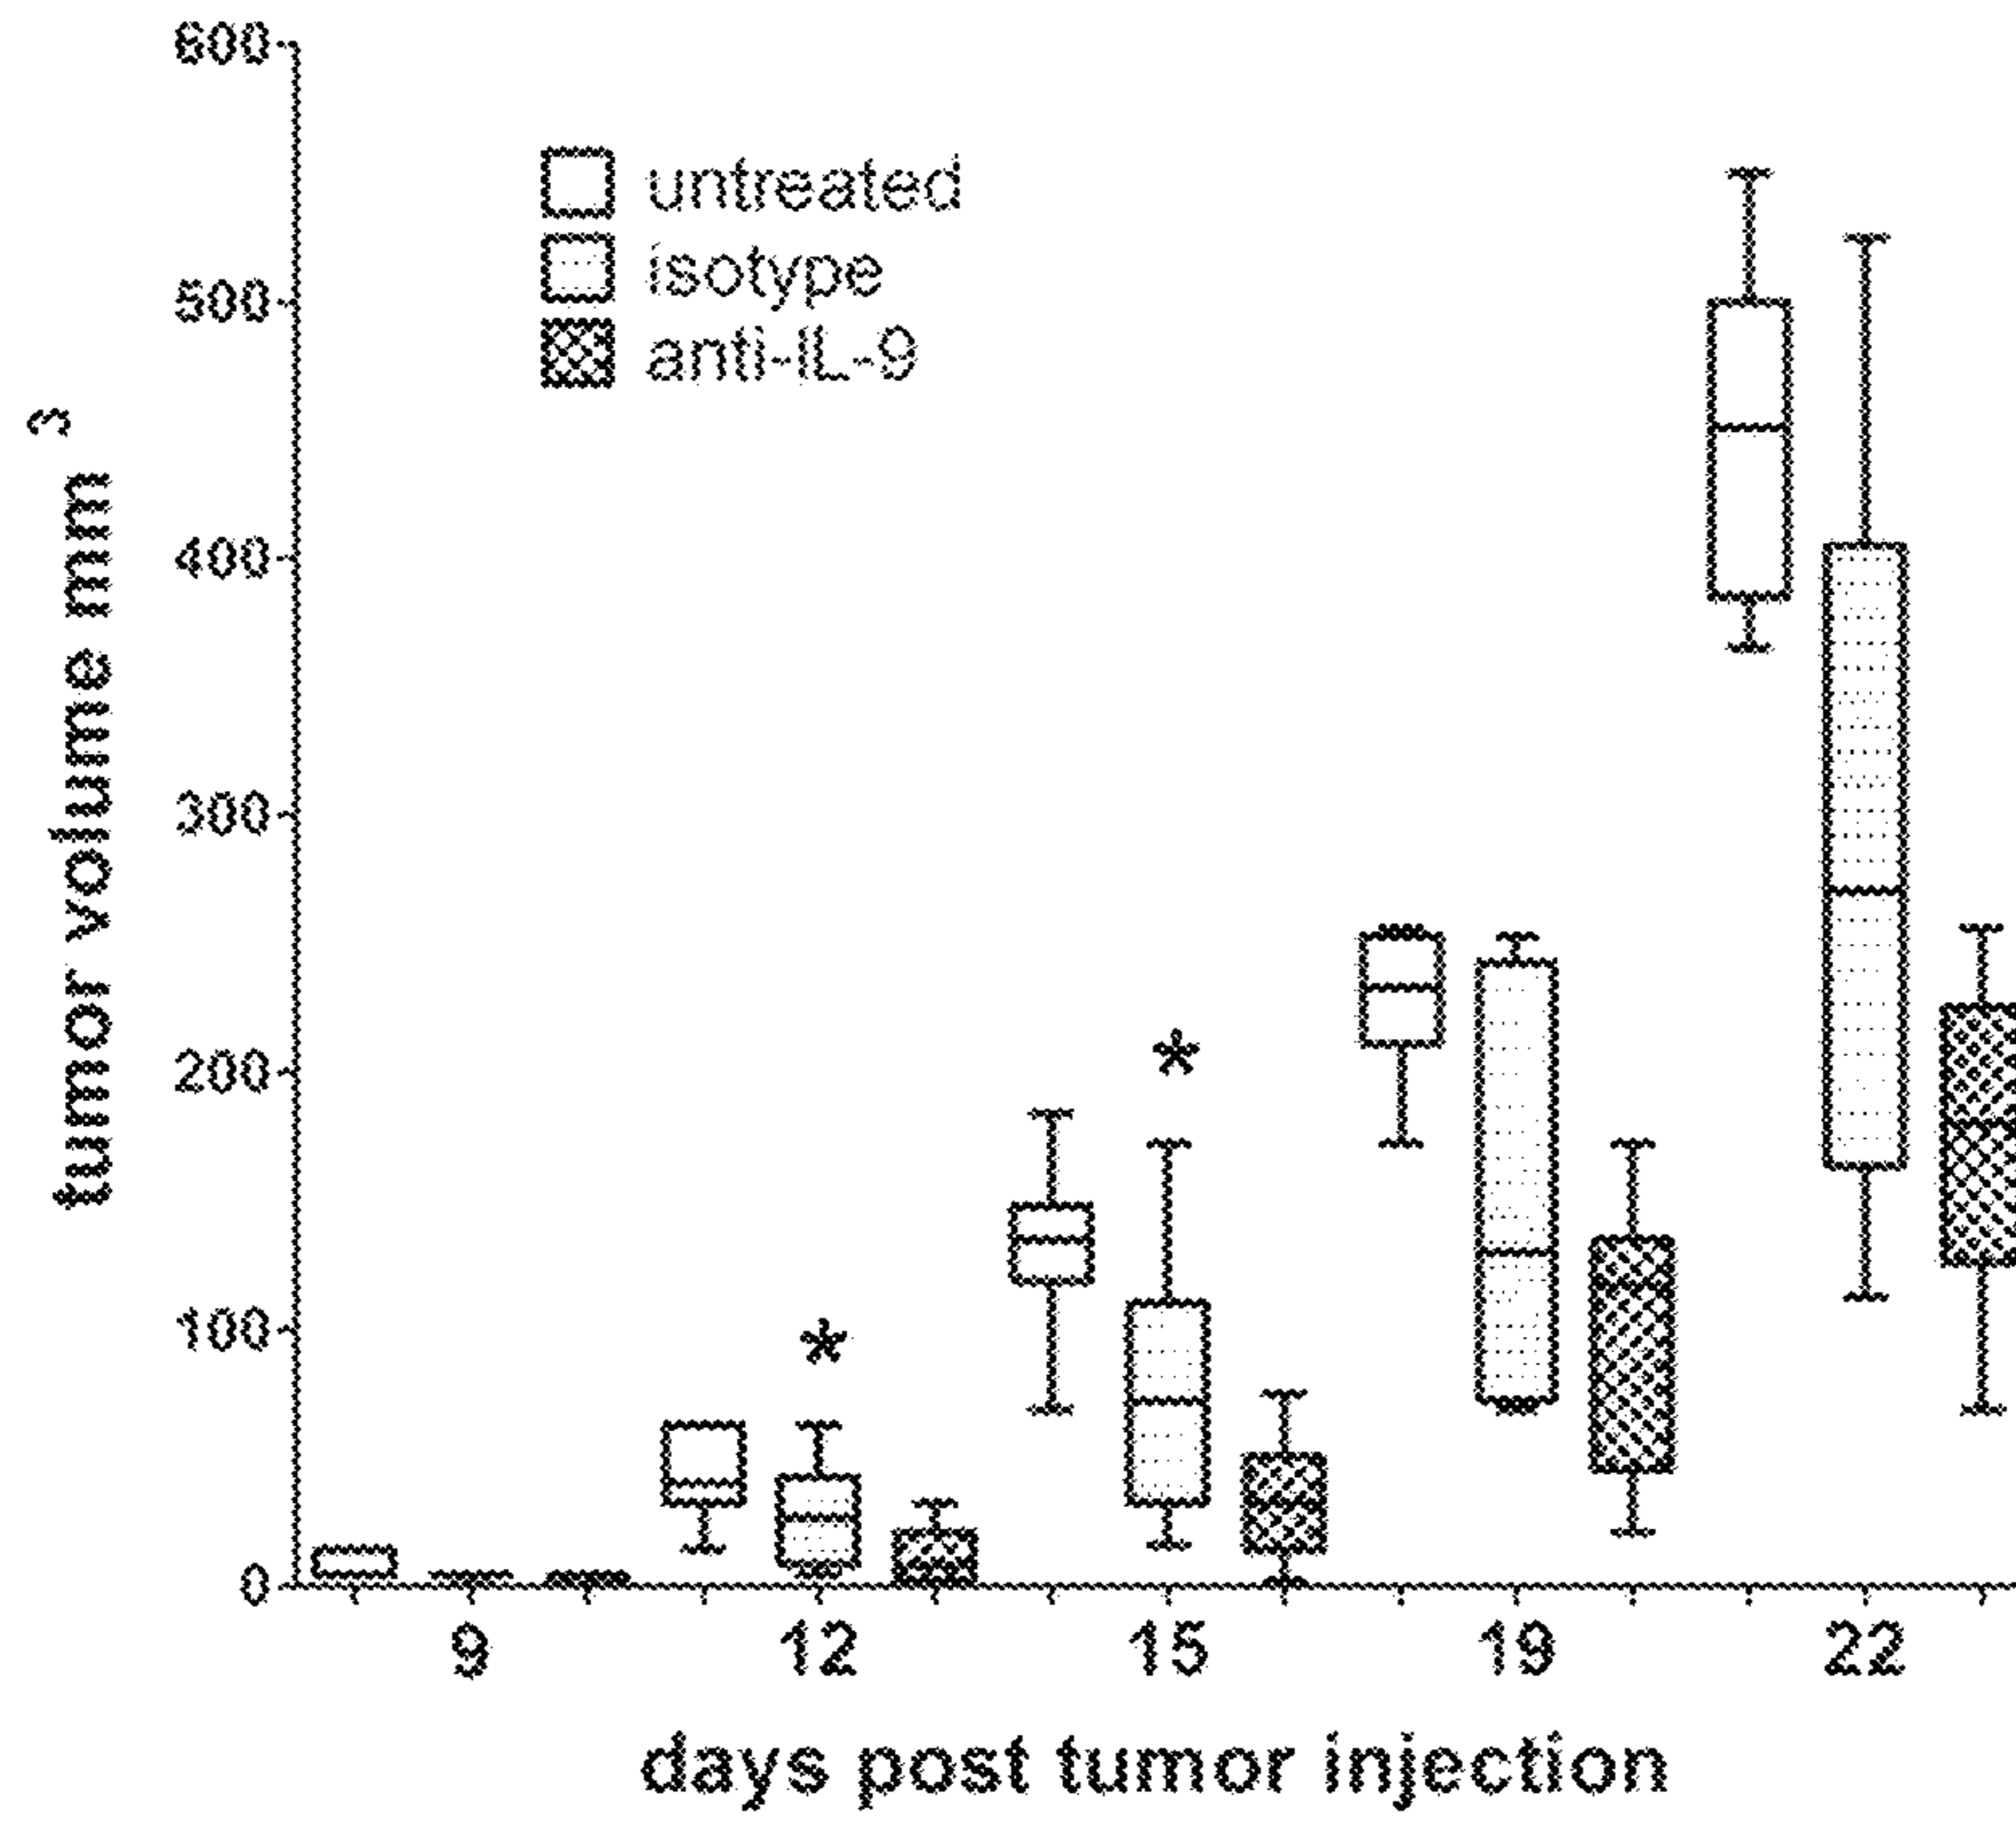 600
500
400
300
200
100
0
tumor volume mm 3
untreated
isotype
anti-IL-9
*
*
9 12 15 19 22
days post tumor injection